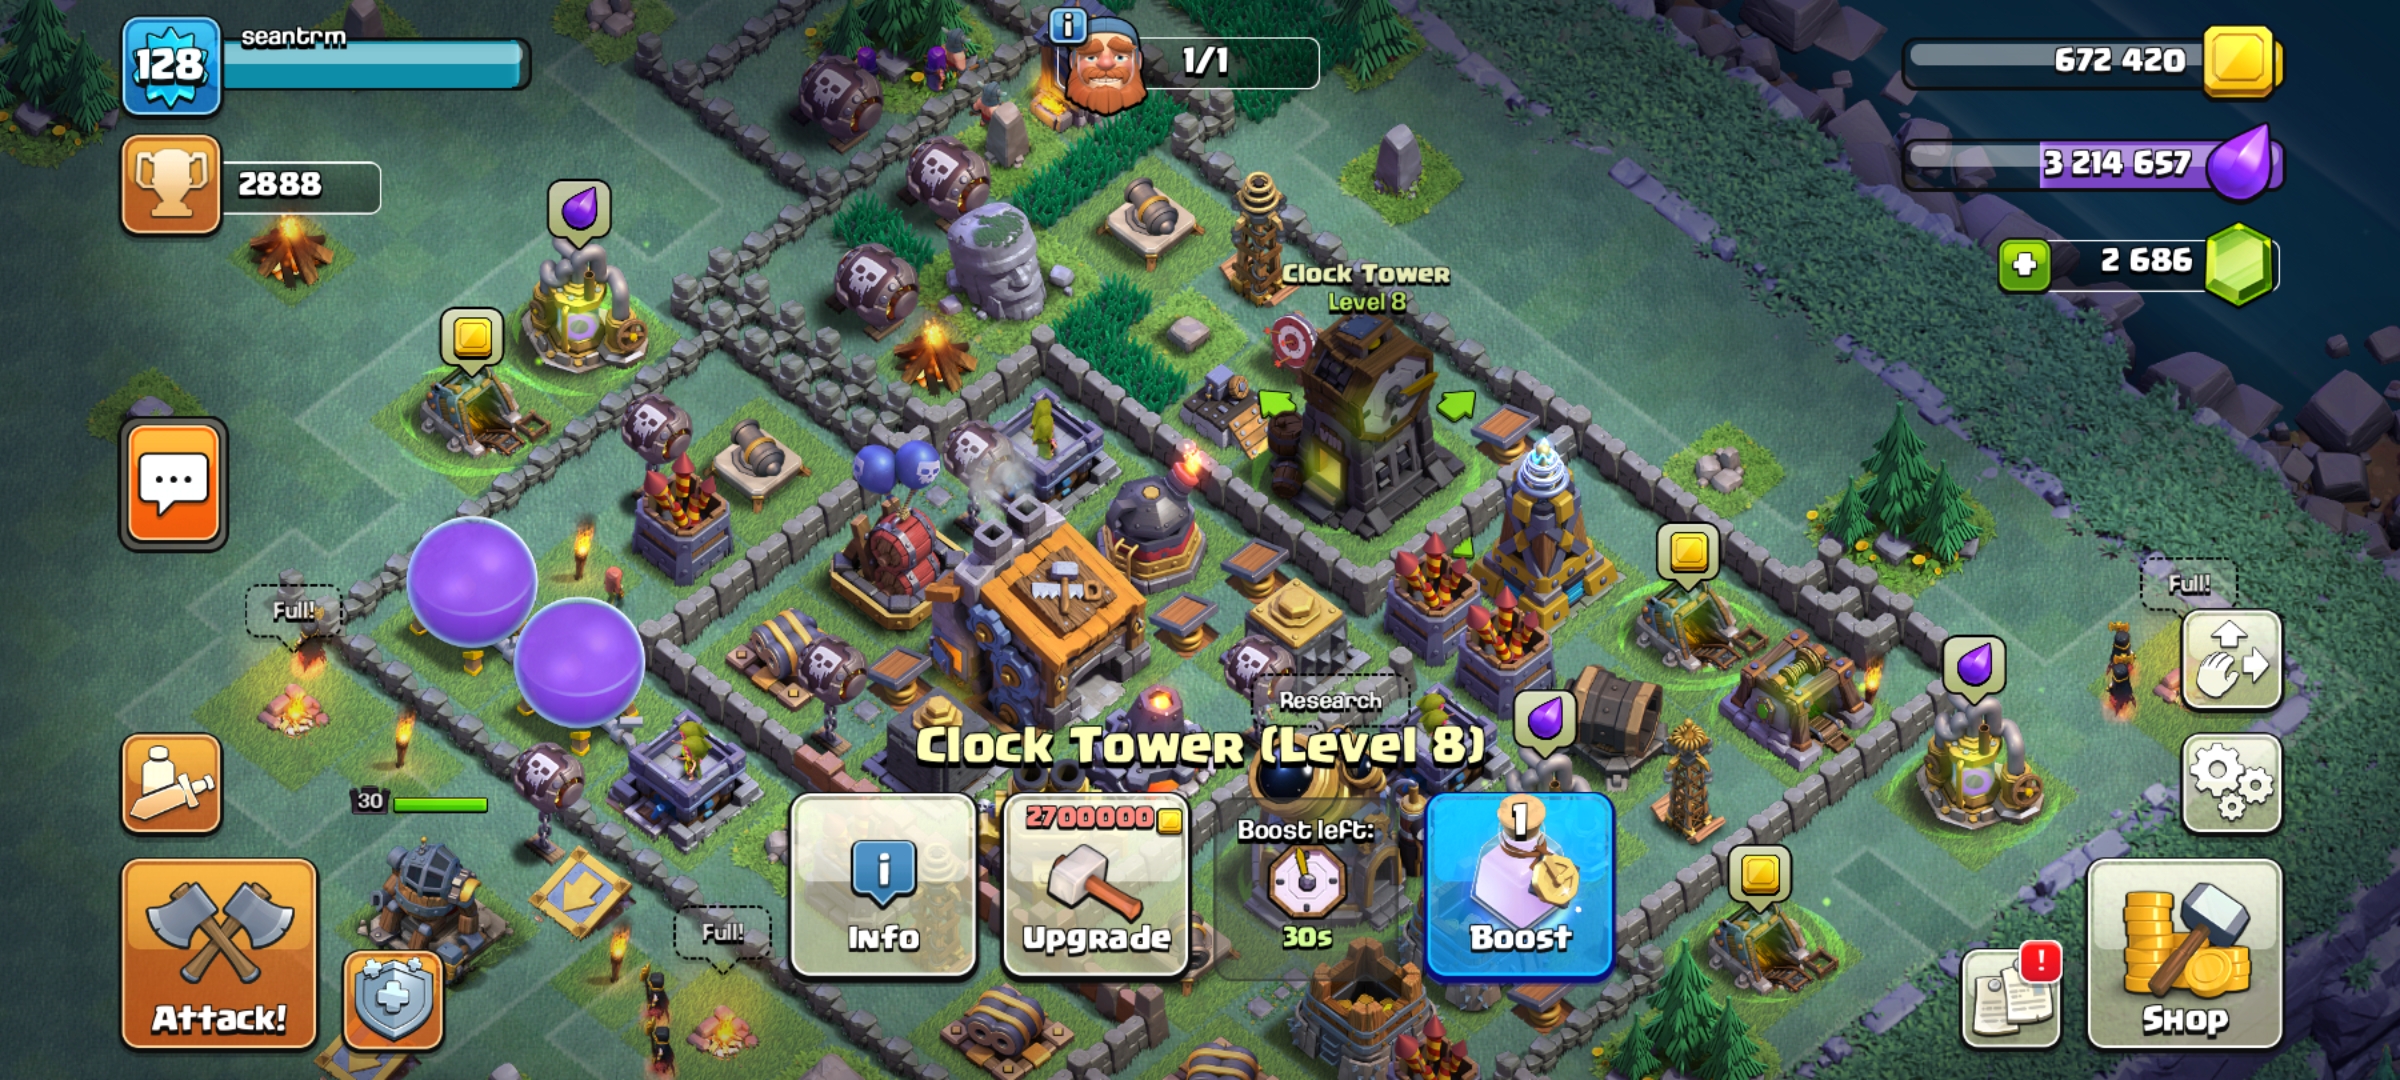 128
seantrm
1/1
672 420
2888
3 214 657
2 686
Clock Tower
Level 8
Full!
Full!
Research
Clock Tower (Level 8)
30
2700000
Boost left:
1
Full!
Info
Upgrade
30s
Boost
!
Attack!
Shop